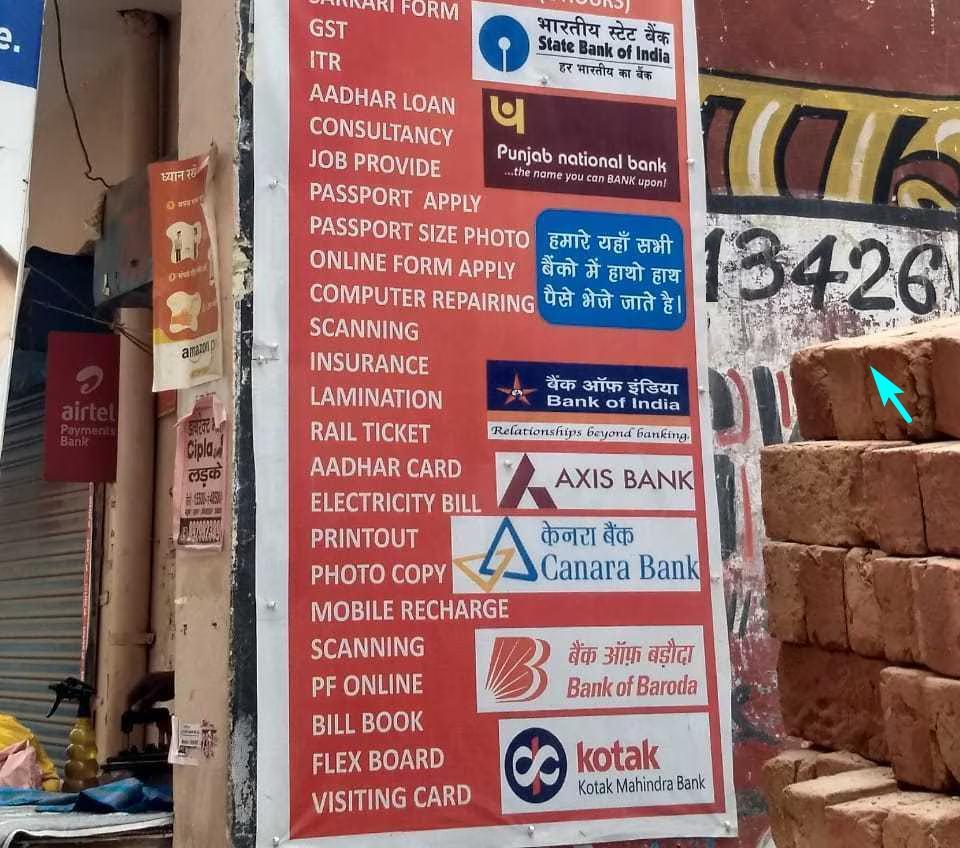 e.
SARKARI FORM
GST
ITR
AADHAR LOAN
CONSULTANCY
JOB PROVIDE
PASSPORT APPLY
PASSPORT SIZE PHOTO
ONLINE FORM APPLY
COMPUTER REPAIRING
SCANNING
INSURANCE
LAMINATION
RAIL TICKET
AADHAR CARD
ELECTRICITY BILL
PRINTOUT
PHOTO COPY
MOBILE RECHARGE
SCANNING
PF ONLINE
BILL BOOK
FLEX BOARD
VISITING CARD
भारतीय स्टेट बैंक
State Bank of India
हर भारतीय का बैंक
Punjab national bank
...the name you can BANK upon!
हमारे यहाँ सभी
बैंको में हाथो हाथ
पैसे भेजे जाते है।
बैंक ऑफ इंडिया
Bank of India
Relationships beyond banking.
AXIS BANK
केनरा बैंक
Canara Bank
बैंक ऑफ़ बड़ौदा
Bank of Baroda
kotak
Kotak Mahindra Bank
ध्यान रखें
amazon
airtel
Payments
Bank
Cipla
लड़के
13426